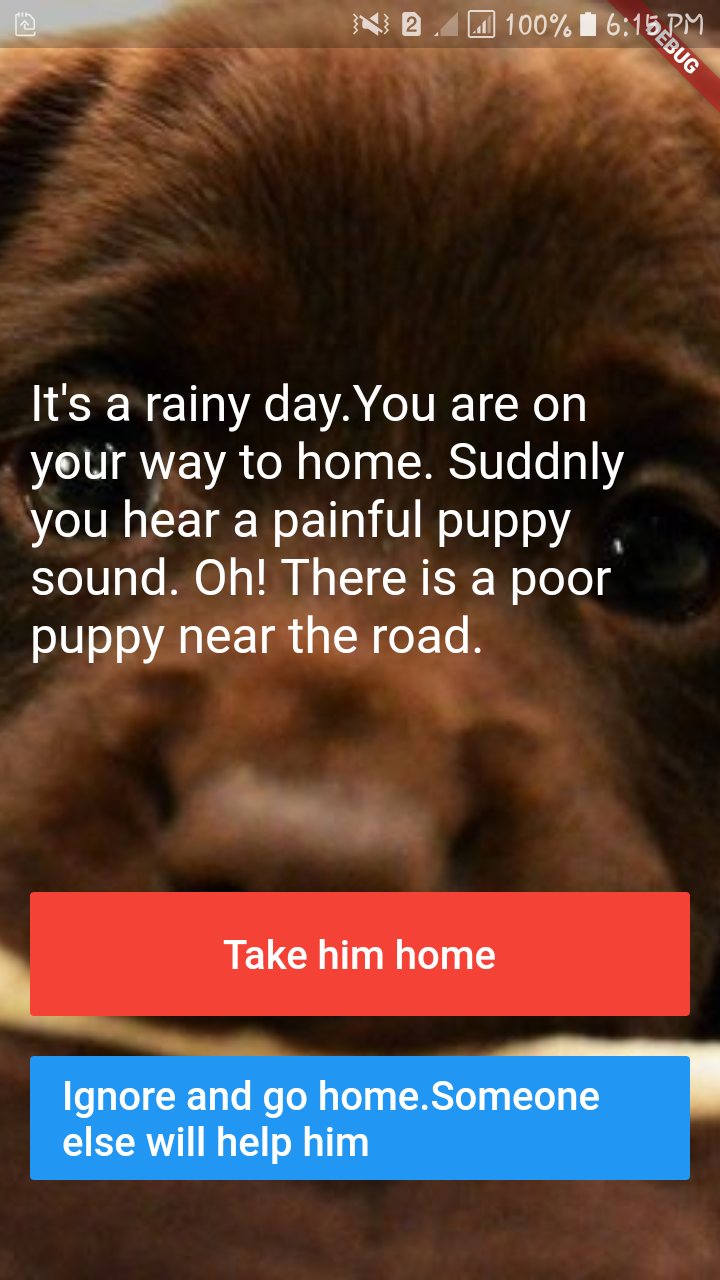 2 100% 6:15 PM
DEBUG
It's a rainy day.You are on
your way to home. Suddnly
you hear a painful puppy
sound. Oh! There is a poor
puppy near the road.
Take him home
Ignore and go home.Someone
else will help him